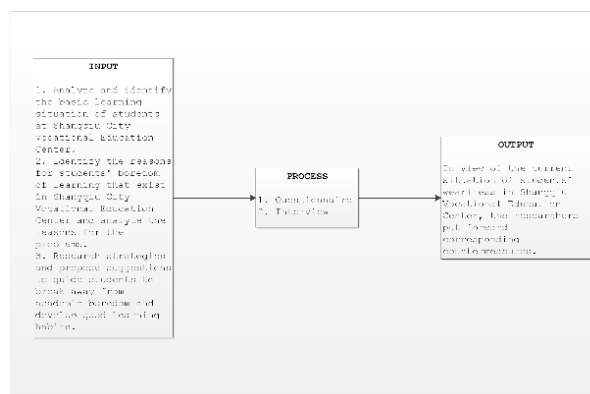 INPUT
1. Analyze and identify
the basic learning
situation of students
at Shangqiu City
Vocational Education
Center.
2. Identify the reasons
for students' boredom
of learning that exist
in Shangqiu City
Vocational Education
Center and analyze the
reasons for the
problems.
3. Research strategies
and propose suggestions
to guide students to
break away from
academic boredom and
develop good learning
habits.
PROCESS
1. Questionnaire
2. Interview
OUTPUT
In view of the current
situation of students'
weariness in Shangqiu
Vocational Education
Center, the researchers
put forward
corresponding
countermeasures.